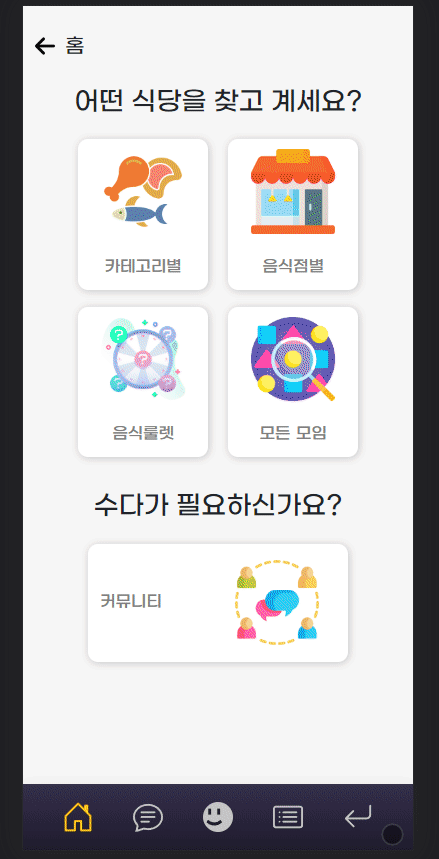 홈
어떤 식당을 찾고 계세요?
카테고리별
음식점별
음식룰렛
모든 모임
수다가 필요하신가요?
커뮤니티